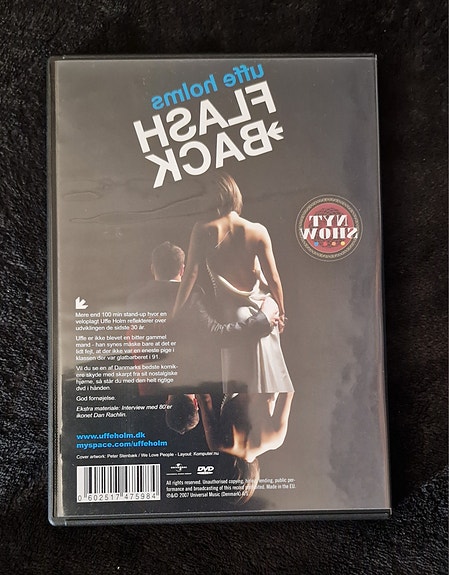 uffe holms
FLASH
BACK
NYT
SHOW
Mere end 100 min stand-up hvor en
veloplagt Uffe Holm reflekterer over
udviklingen de sidste 30 år.
Uffe er ikke blevet en bitter gammel
mand - han synes måske bare at det er
lidt fejl, at der ikke var en eneste pige i
klassen der var glatbarberet i 91.
Vil du se en af Danmarks bedste komik-
ere skyde med skarpt fra sit nostalgiske
hjørne, så står du med den helt rigtige
dvd i hånden.
God fornøjelse.
Ekstra materiale: Interview med 80'er
ikonet Dan Rachlin.
www.uffeholm.dk
myspace.com/uffeholm
Cover artwork: Peter Stenbæk / We Love People - Layout: Komputer.nu
0 602517 475984
UNIVERSAL
DVD
All rights reserved. Unauthorised copying, hiring, lending, public per-
formance and broadcasting of this record prohibited. Made in the EU.
℗&© 2007 Universal Music (Denmark) A/S